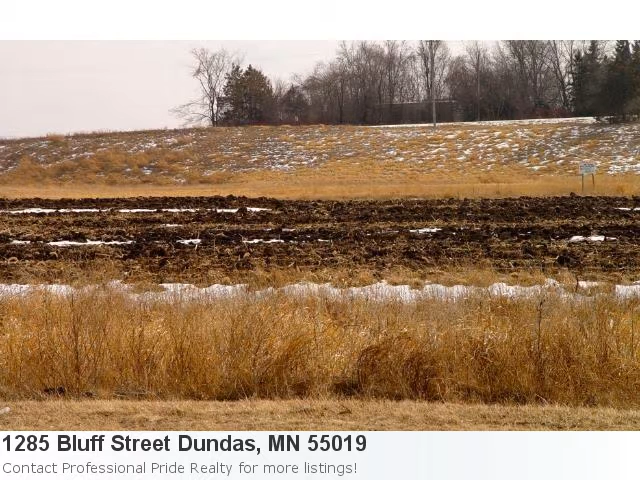 1285 Bluff Street Dundas, MN 55019
Contact Professional Pride Realty for more listings!